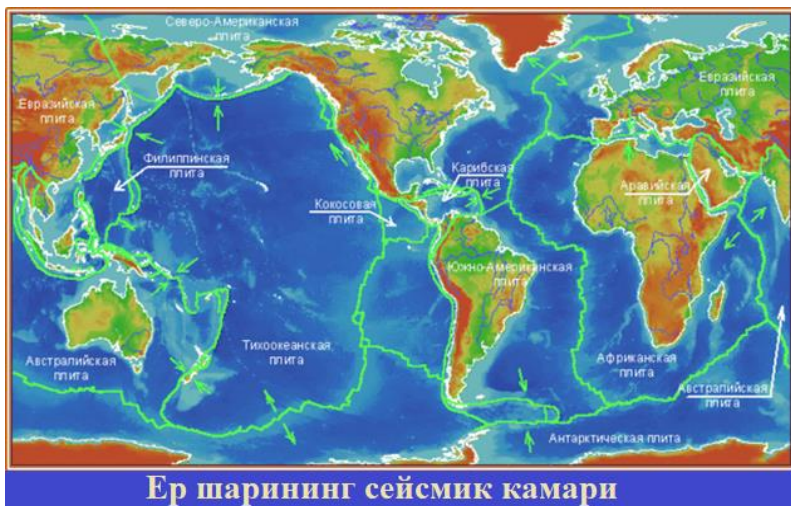 Северо-Американская
плита
Евразийская
плита
Евразийская
плита
Филиппинская
плита
Карибская
плита
Аравийская
плита
Кокосовая
плита
Южно-Американская
плита
Тихоокеанская
плита
Австралийская
плита
Африканская
плита
Австралийская
плита
Антарктическая плита
Ер шарининг сейсмик камари